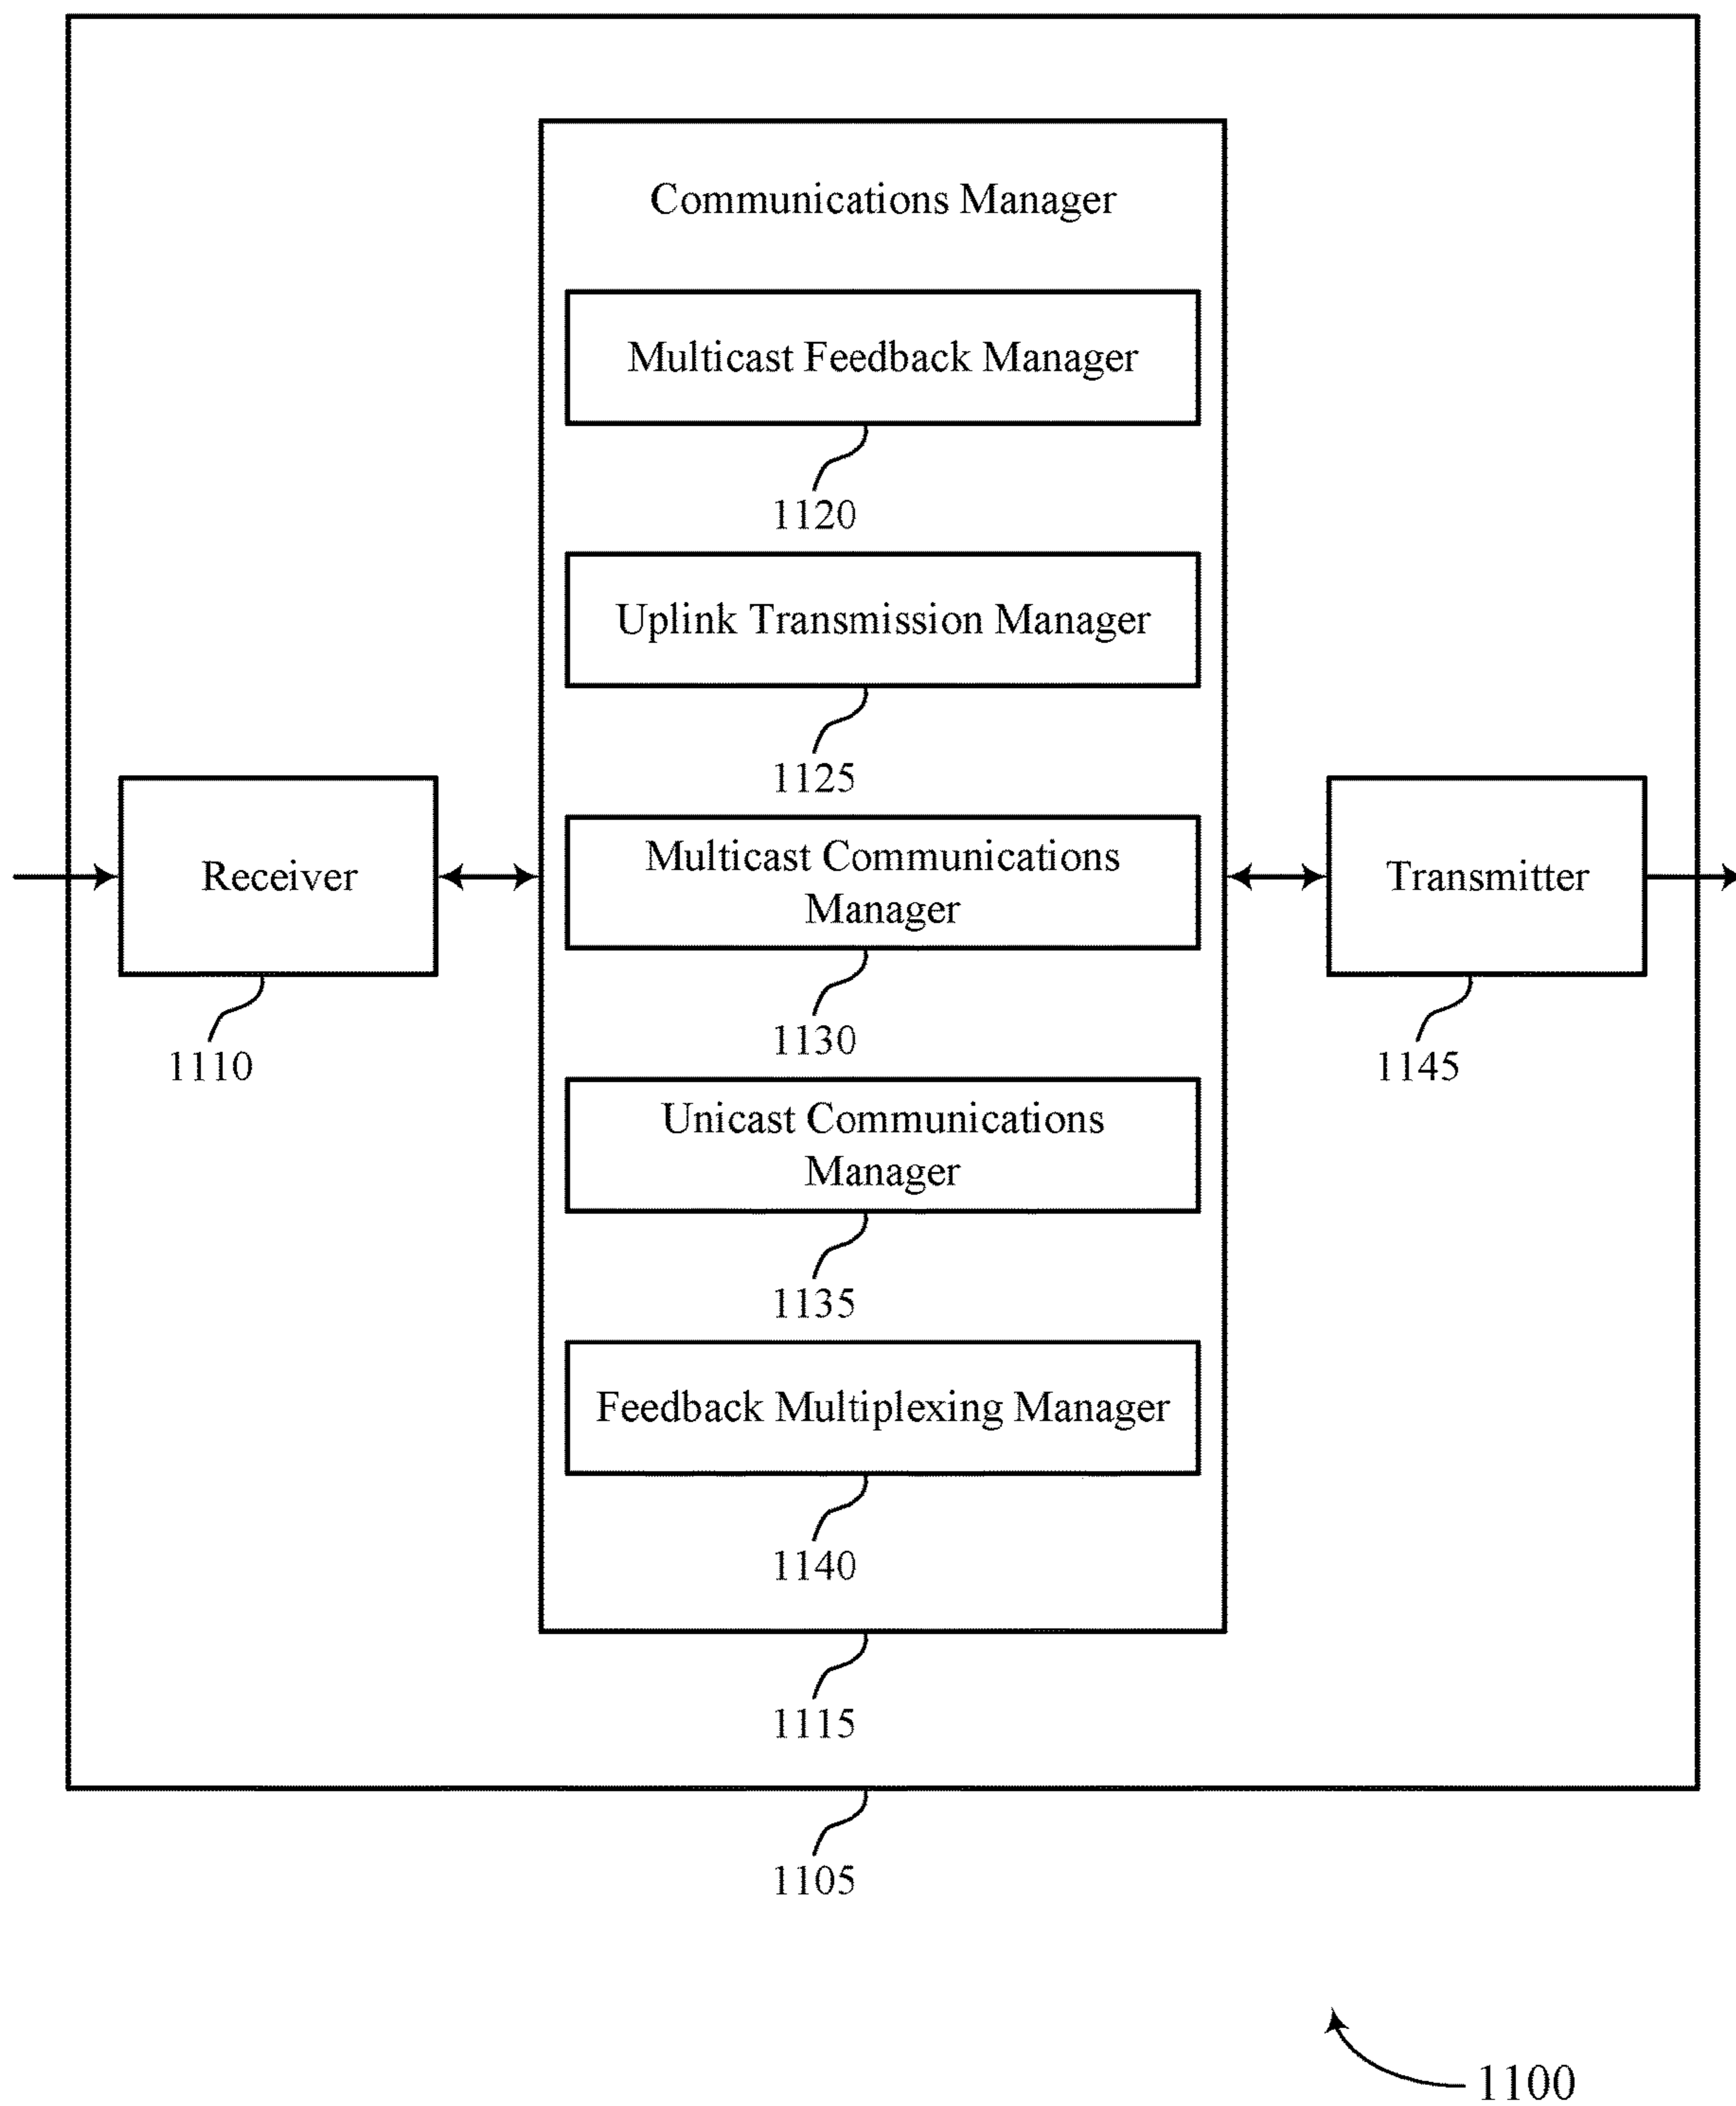 Communications Manager
Multicast Feedback Manager
1120
Uplink Transmission Manager
1125
Receiver
1110
Multicast Communications
Manager
1130
Transmitter
1145
Unicast Communications
Manager
1135
Feedback Multiplexing Manager
1140
1115
1105
1100